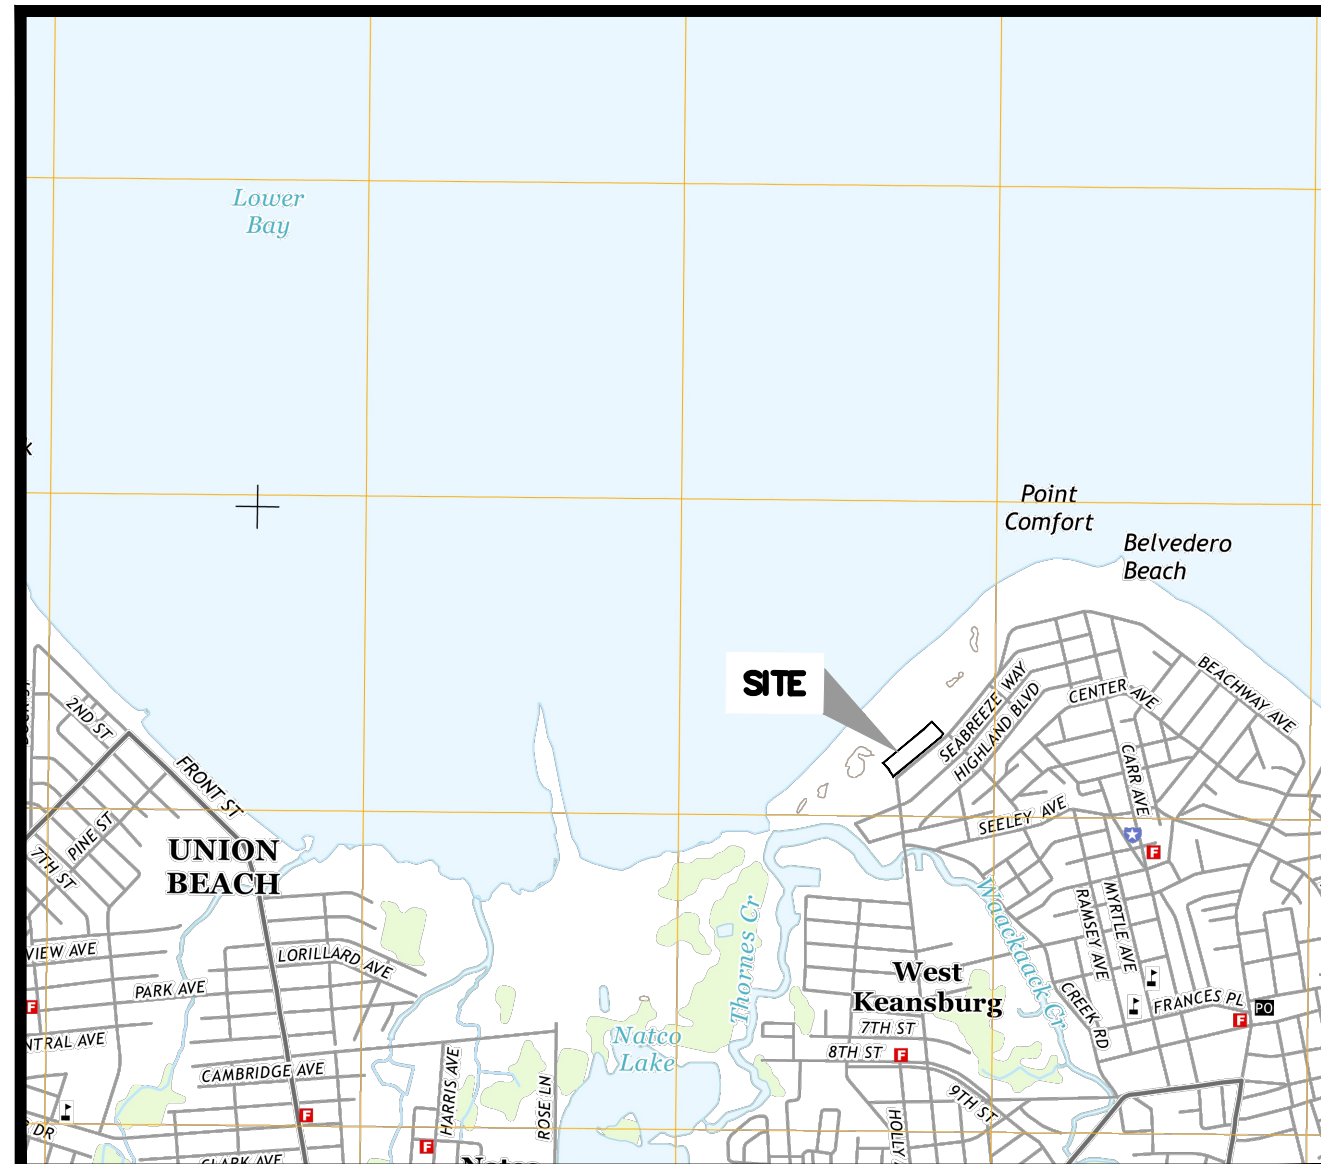 Lower
Bay
Point
Comfort
Belvedero
Beach
SITE
SEABREEZE WAY
HIGHLAND BLVD
CENTER AVE
BEACHWAY AVE
2ND ST
FRONT ST
CARR AVE
PINE ST
7TH ST
SEELEY AVE
UNION
BEACH
F
Waackaack Cr
Thornes Cr
RAMSEY AVE
MYRTLE AVE
VIEW AVE
LORILLARD AVE
PARK AVE
West
Keansburg
CREEK RD
FRANCES PL
F
PO
F
NTRAL AVE
7TH ST
8TH ST
F
Natco
Lake
CAMBRIDGE AVE
HARRIS AVE
ROSE LN
9TH ST
HOLLY
F
F
DR
CLARK AVE
Natco